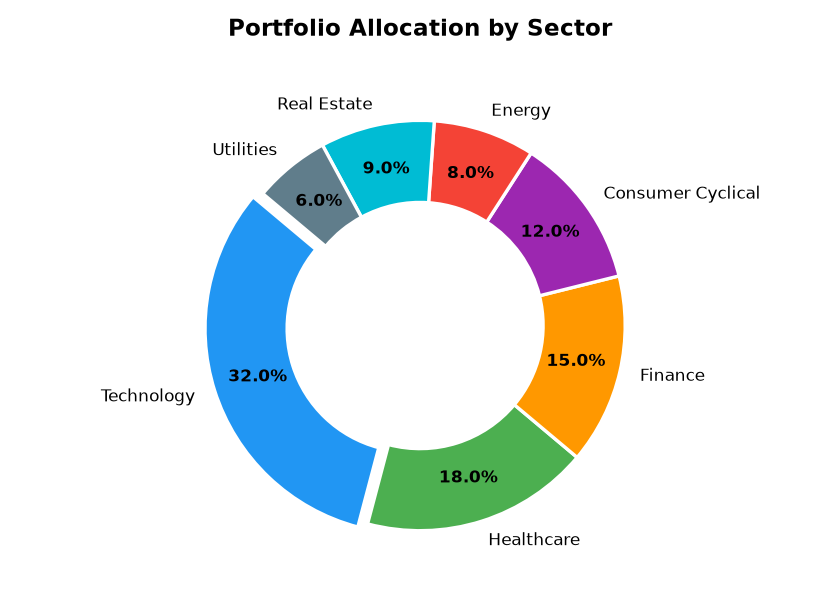 Portfolio Allocation by Sector
Real Estate
Energy
Utilities
9.0%
8.0%
Consumer Cyclical
6.0%
12.0%
15.0%
Finance
32.0%
Technology
18.0%
Healthcare